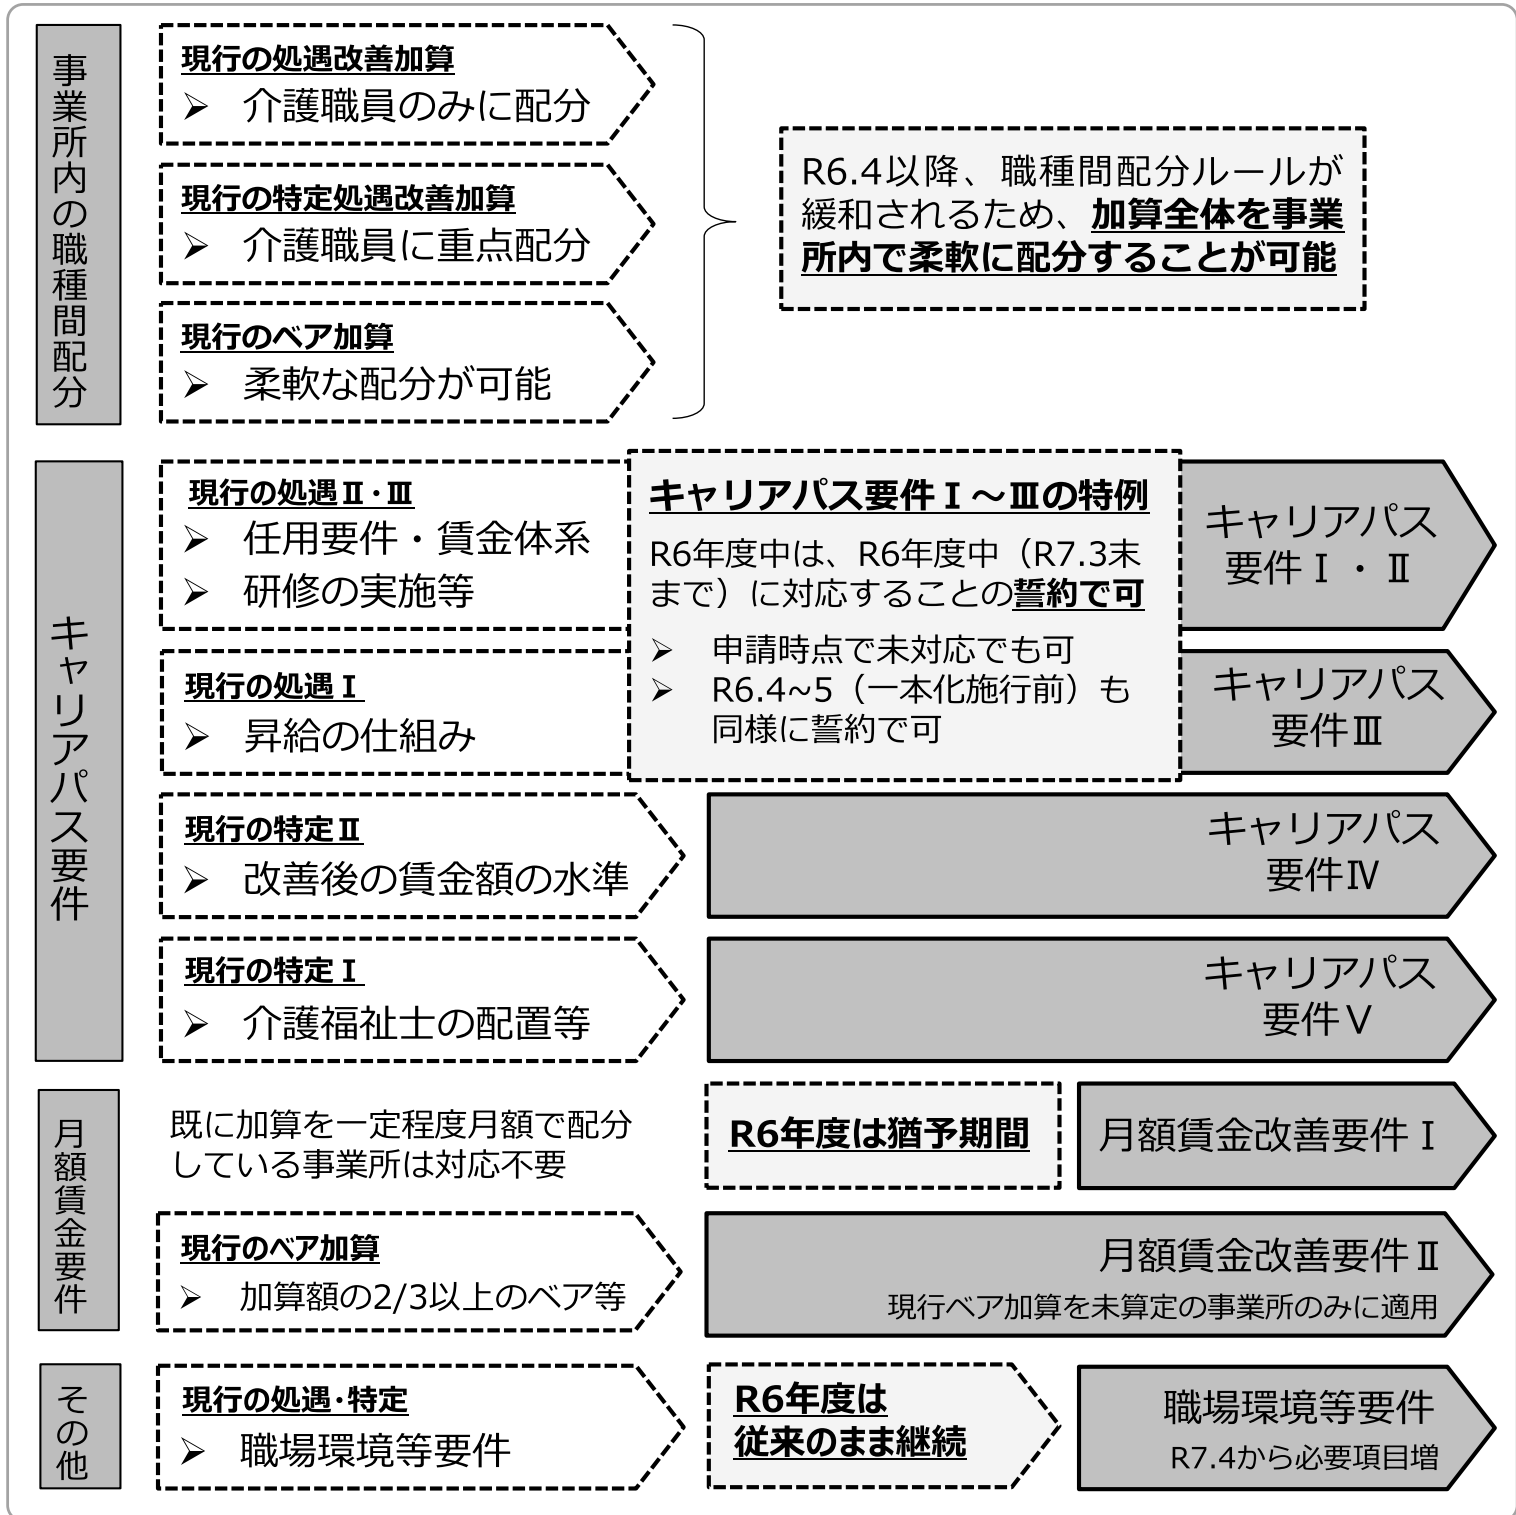 事業所内の職種間配分
現行の処遇改善加算
➢ 介護職員のみに配分
現行の特定処遇改善加算
➢ 介護職員に重点配分
現行のベア加算
➢ 柔軟な配分が可能
R6.4以降、職種間配分ルールが
緩和されるため、加算全体を事業
所内で柔軟に配分することが可能
キャリアパス要件
現行の処遇Ⅱ・Ⅲ
➢ 任用要件・賃金体系
➢ 研修の実施等
現行の処遇Ⅰ
➢ 昇給の仕組み
キャリアパス要件Ⅰ～Ⅲの特例
R6年度中は、R6年度中（R7.3末
まで）に対応することの誓約で可
➢ 申請時点で未対応でも可
➢ R6.4~5（一本化施行前）も
同様に誓約で可
キャリアパス
要件Ⅰ・Ⅱ
キャリアパス
要件Ⅲ
現行の特定Ⅱ
➢ 改善後の賃金額の水準
キャリアパス
要件Ⅳ
現行の特定Ⅰ
➢ 介護福祉士の配置等
キャリアパス
要件Ⅴ
月額賃金要件
既に加算を一定程度月額で配分
している事業所は対応不要
R6年度は猶予期間
月額賃金改善要件Ⅰ
現行のベア加算
➢ 加算額の2/3以上のベア等
月額賃金改善要件Ⅱ
現行ベア加算を未算定の事業所のみに適用
その他
現行の処遇・特定
➢ 職場環境等要件
R6年度は
従来のまま継続
職場環境等要件
R7.4から必要項目増